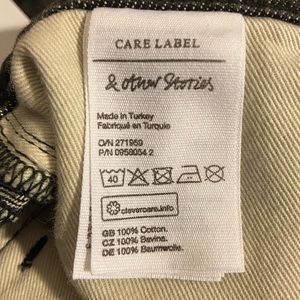 CARE LABEL
& other Stories
Made in Turkey
Fabriqué en Turquie
O/N 271959
P/N 0958054 2
40
clevercare.info
GB 100% Cotton.
CZ 100% Bavlna.
DE 100% Baumwolle.